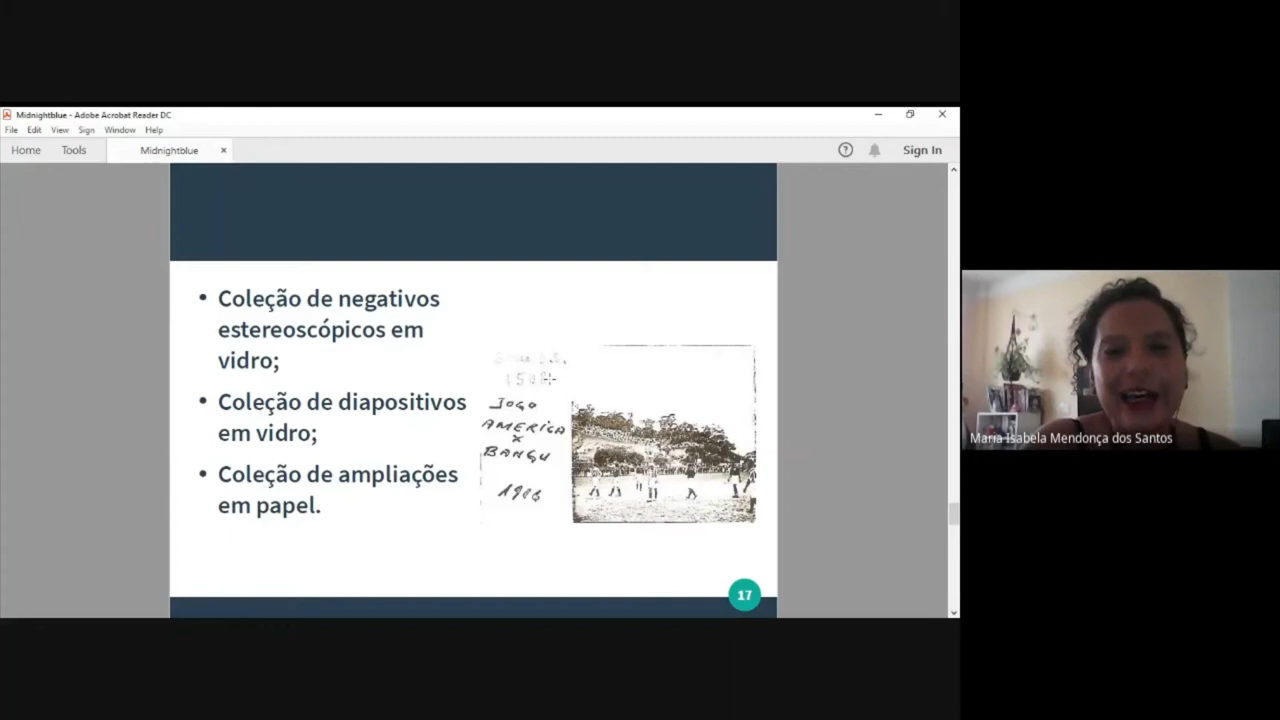 Midnightblue - Adobe Acrobat Reader DC
File Edit View Sign Window Help
Home Tools Midnightblue × Sign In
• Coleção de negativos
estereoscópicos em
vidro;
• Coleção de diapositivos
em vidro;
• Coleção de ampliações
em papel.
JOGO
AMERICA
X
BANGU
17
Maria Isabela Mendonça dos Santos